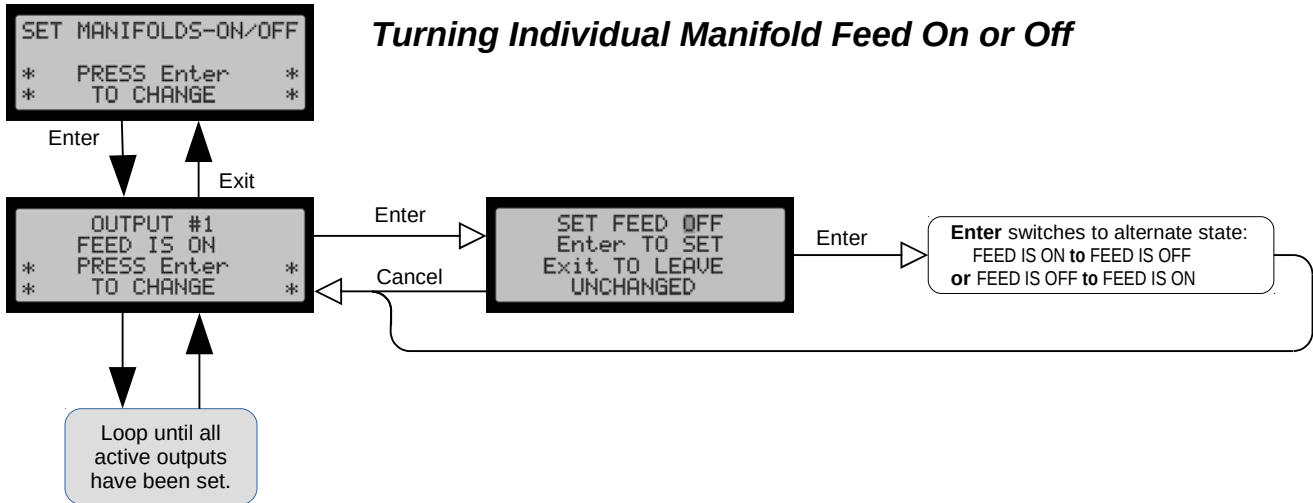 Turning Individual Manifold Feed On or Off
SET MANIFOLDS-ON/OFF
* PRESS Enter *
* TO CHANGE *
Enter
Exit
OUTPUT #1
FEED IS ON
* PRESS Enter *
* TO CHANGE *
Enter
Cancel
SET FEED OFF
Enter TO SET
Exit TO LEAVE
UNCHANGED
Enter
Enter switches to alternate state:
FEED IS ON to FEED IS OFF
or FEED IS OFF to FEED IS ON
Loop until all
active outputs
have been set.